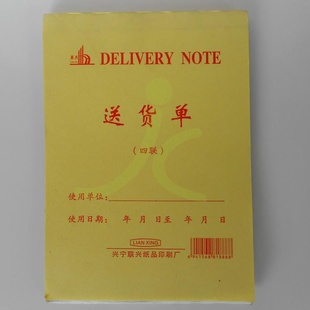 DELIVERY NOTE
送货单
(四联)
使用单位:
使用日期: 年 月 日至 年 月 日
LIAN XING
兴宁联兴纸品印刷厂